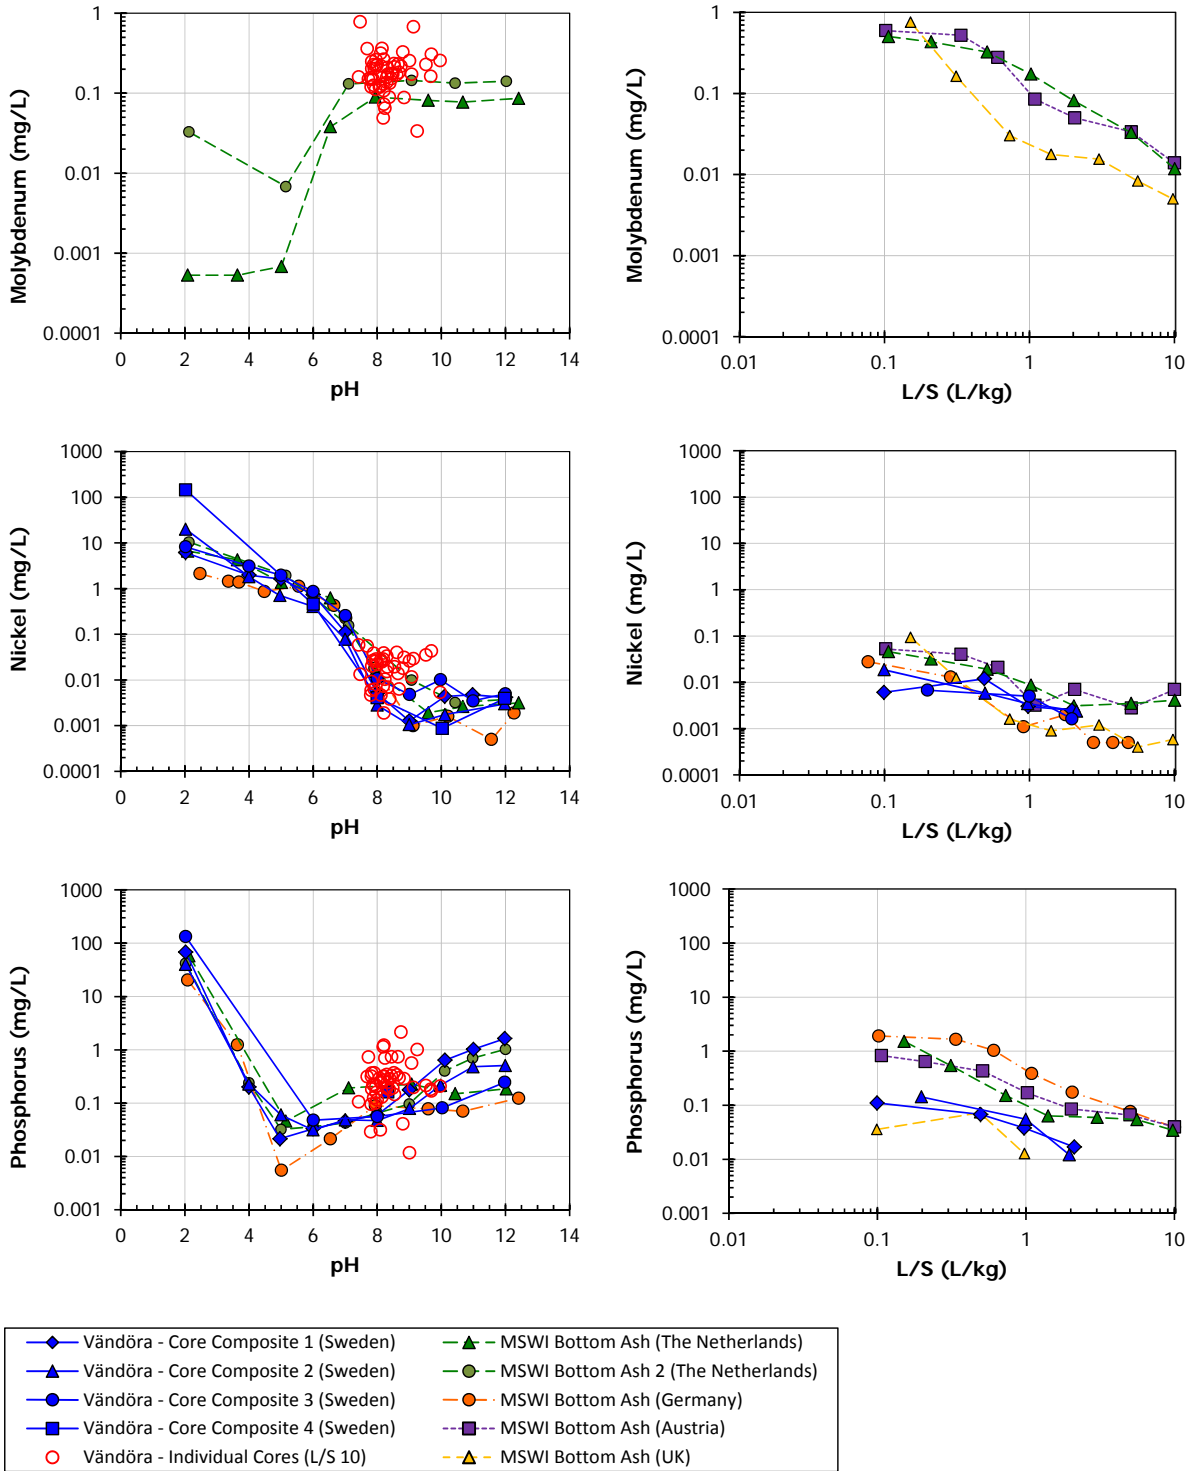 1
0.1
0.01
0.001
0.0001
0 2 4 6 8 10 12 14
pH
Molybdenum (mg/L)
1
0.1
0.01
0.001
0.0001
0.01 0.1 1 10
L/S (L/kg)
Molybdenum (mg/L)
1000
100
10
1
0.1
0.01
0.001
0.0001
0 2 4 6 8 10 12 14
pH
Nickel (mg/L)
1000
100
10
1
0.1
0.01
0.001
0.0001
0.01 0.1 1 10
L/S (L/kg)
Nickel (mg/L)
1000
100
10
1
0.1
0.01
0.001
0 2 4 6 8 10 12 14
pH
Phosphorus (mg/L)
1000
100
10
1
0.1
0.01
0.001
0.01 0.1 1 10
L/S (L/kg)
Phosphorus (mg/L)
Vändöra - Core Composite 1 (Sweden)
Vändöra - Core Composite 2 (Sweden)
Vändöra - Core Composite 3 (Sweden)
Vändöra - Core Composite 4 (Sweden)
Vändöra - Individual Cores (L/S 10)
MSWI Bottom Ash (The Netherlands)
MSWI Bottom Ash 2 (The Netherlands)
MSWI Bottom Ash (Germany)
MSWI Bottom Ash (Austria)
MSWI Bottom Ash (UK)